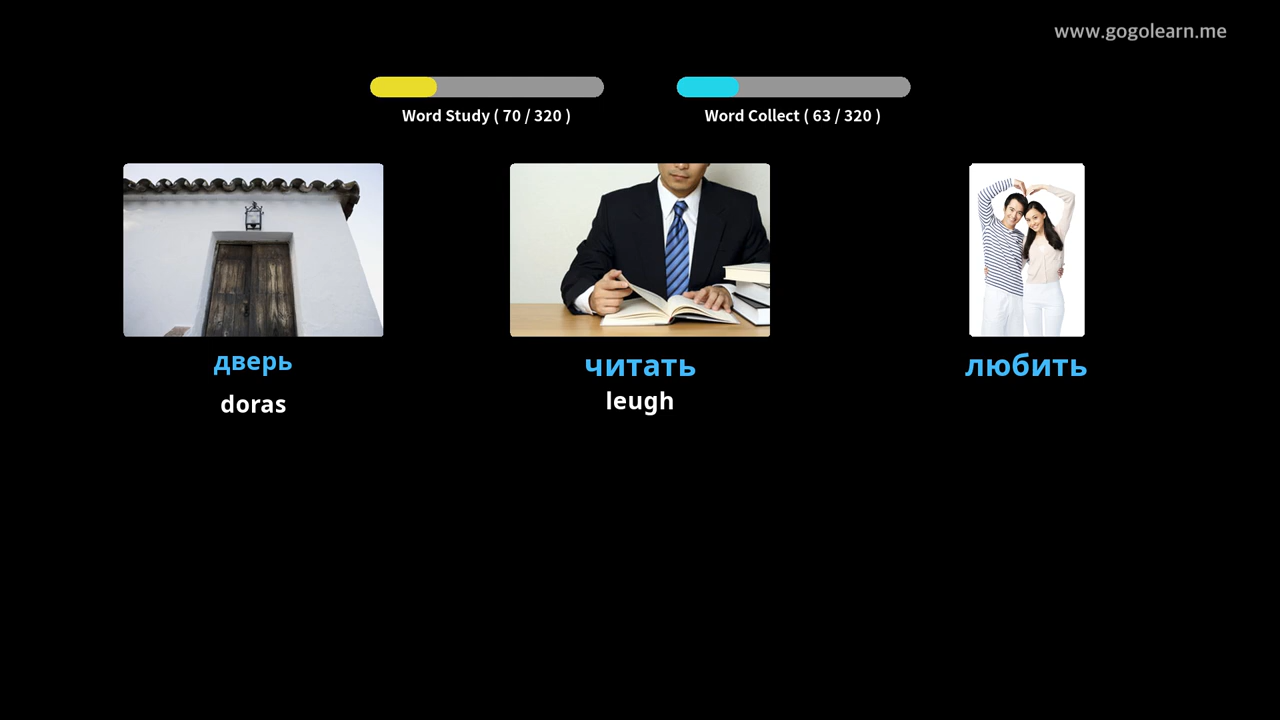 www.gogolearn.me
Word Study ( 70 / 320 )
Word Collect ( 63 / 320 )
дверь
doras
читать
leugh
любить